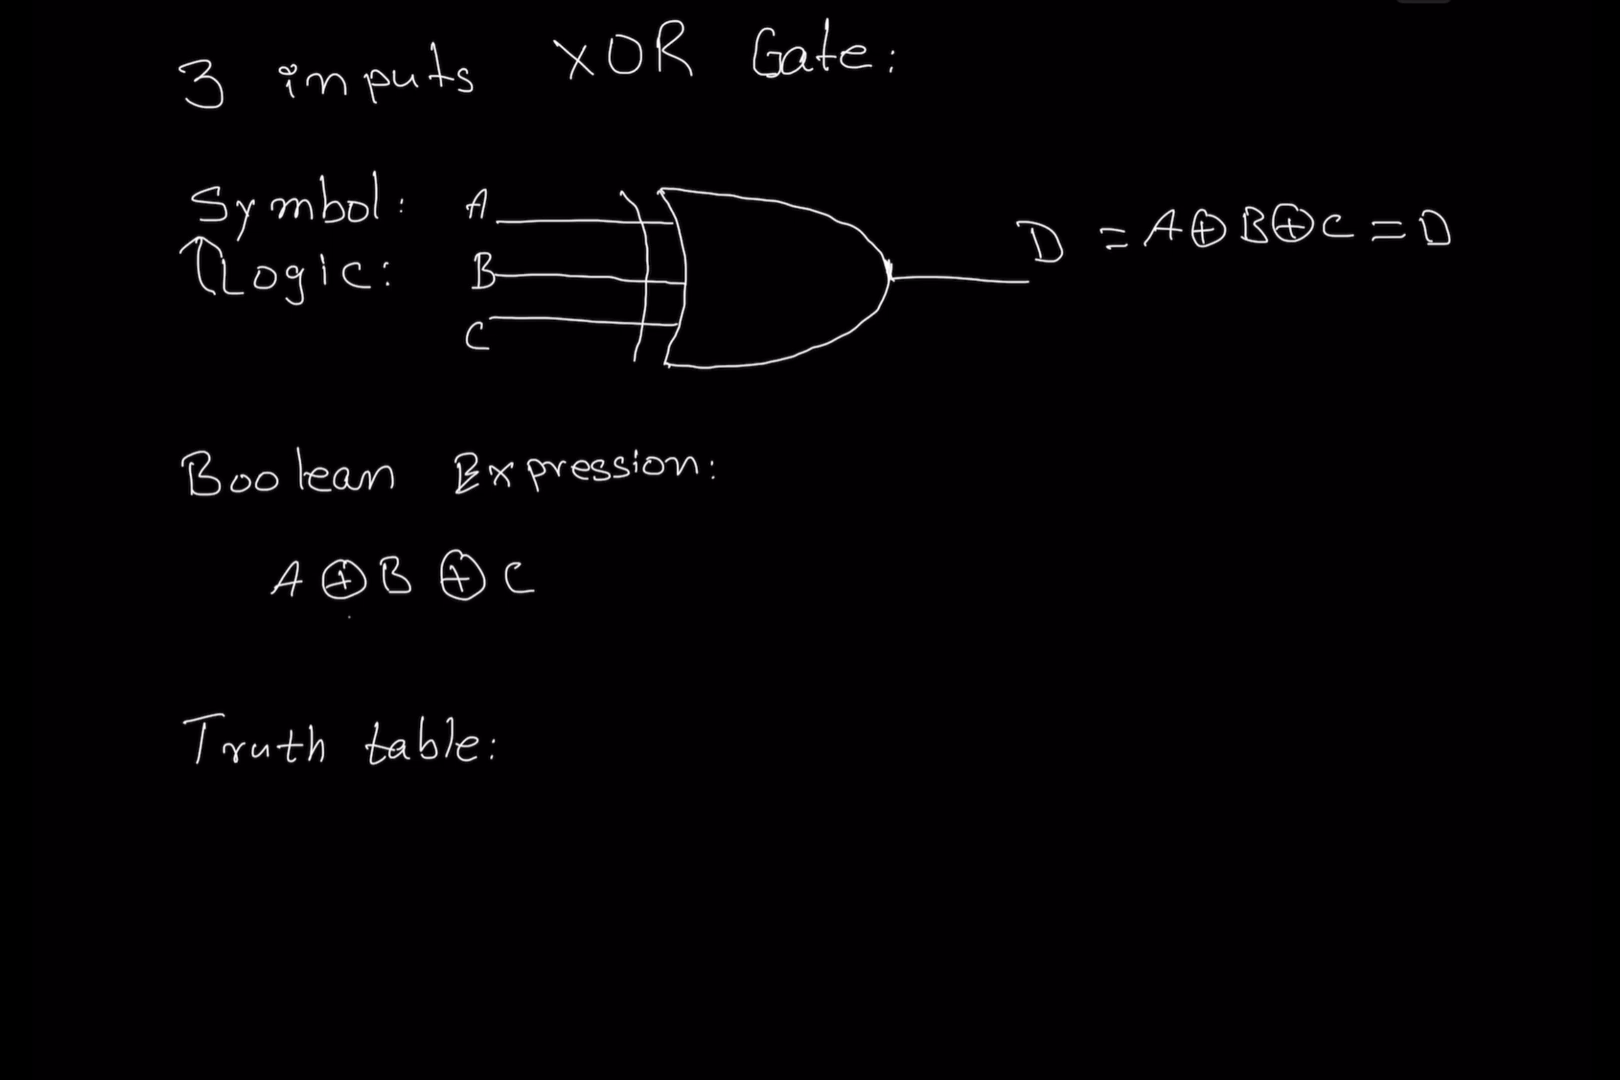 3 inputs XOR Gate:
Symbol: A
Logic: B
C
D = A⊕B⊕C = D
Boolean Expression:
A ⊕ B ⊕ C
Truth table: